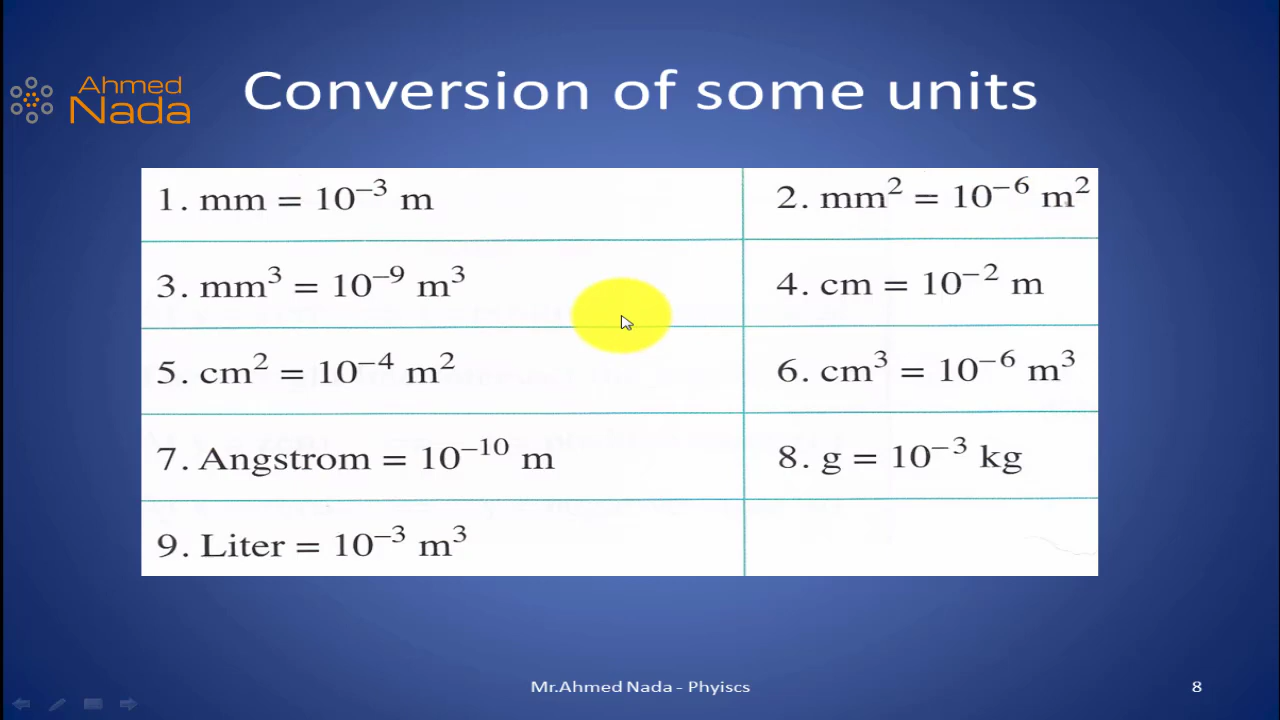 Ahmed
Nada
Conversion of some units
1. mm = 10⁻³ m
2. mm² = 10⁻⁶ m²
3. mm³ = 10⁻⁹ m³
4. cm = 10⁻² m
5. cm² = 10⁻⁴ m²
6. cm³ = 10⁻⁶ m³
7. Angstrom = 10⁻¹⁰ m
8. g = 10⁻³ kg
9. Liter = 10⁻³ m³
Mr.Ahmed Nada - Phyiscs
8